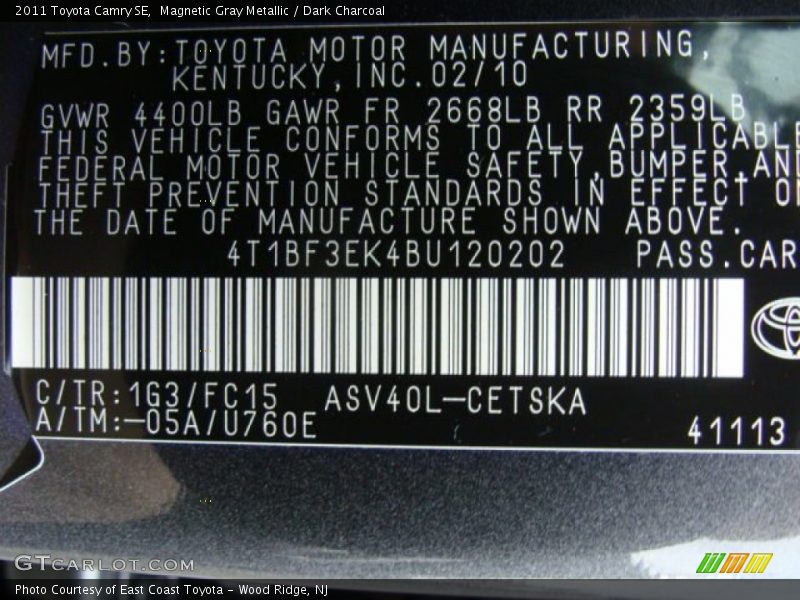 2011 Toyota Camry SE, Magnetic Gray Metallic / Dark Charcoal
MFD.BY:TOYOTA MOTOR MANUFACTURING,
KENTUCKY,INC.02/10
GVWR 4400LB GAWR FR 2668LB RR 2359LB
THIS VEHICLE CONFORMS TO ALL APPLICABLE
FEDERAL MOTOR VEHICLE SAFETY,BUMPER,AND
THEFT PREVENTION STANDARDS IN EFFECT
THE DATE OF MANUFACTURE SHOWN ABOVE.
4T1BF3EK4BU120202 PASS.CAR
C/TR:1G3/FC15 ASV40L-CETSKA
A/TM:-05A/U760E
41113
GTCARLOT.COM
Photo Courtesy of East Coast Toyota - Wood Ridge, NJ